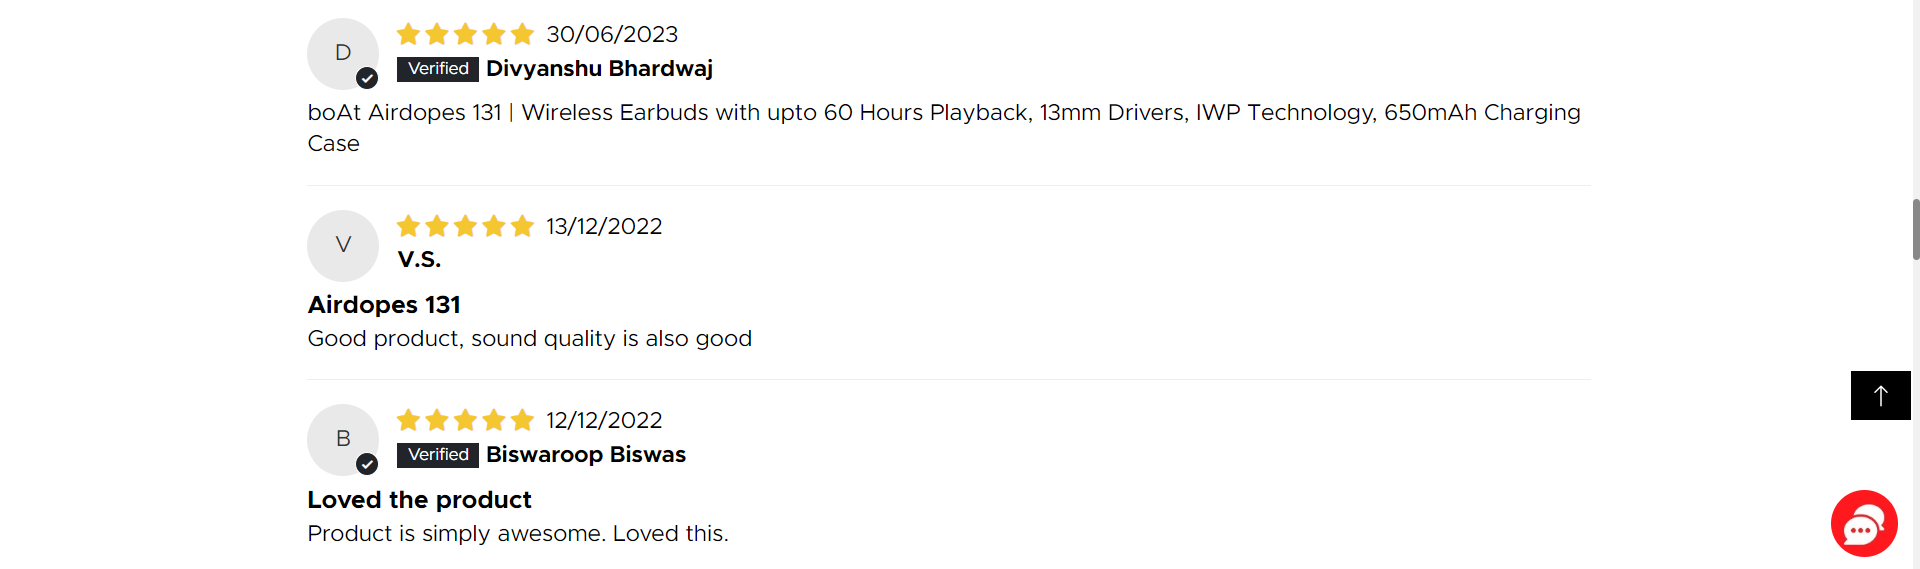 D
30/06/2023
Verified Divyanshu Bhardwaj
boAt Airdopes 131 | Wireless Earbuds with upto 60 Hours Playback, 13mm Drivers, IWP Technology, 650mAh Charging
Case
V
13/12/2022
V.S.
Airdopes 131
Good product, sound quality is also good
B
12/12/2022
Verified Biswaroop Biswas
Loved the product
Product is simply awesome. Loved this.